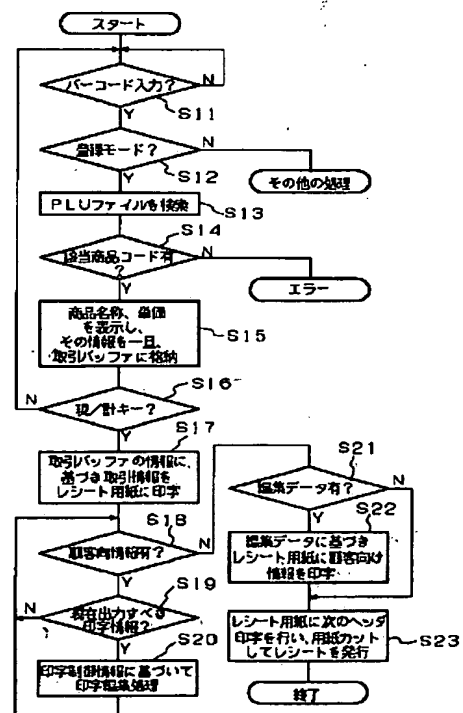 スタート
バーコード入力？
N
Y
S11
登録モード？
N
Y
S12
その他の処理
PLUファイルを検索
S13
S14
該当商品コード有
？
N
Y
エラー
商品名称、単価
を表示し、
その情報を一旦、
取引バッファに格納
S15
S16
N
現／計キー？
Y
S17
取引バッファの情報に、
基づき取引情報を
レシート用紙に印字
S18
顧客向情報有？
N
Y
S19
N
現在出力すべき
印字情報？
Y
S20
印字制御情報に基づいて
印字編集処理
S21
編集データ有？
N
Y
S22
編集データに基づき
レシート用紙に顧客向け
情報を印字
レシート用紙に次のヘッダ
印字を行い、用紙カット
してレシートを発行
S23
終了